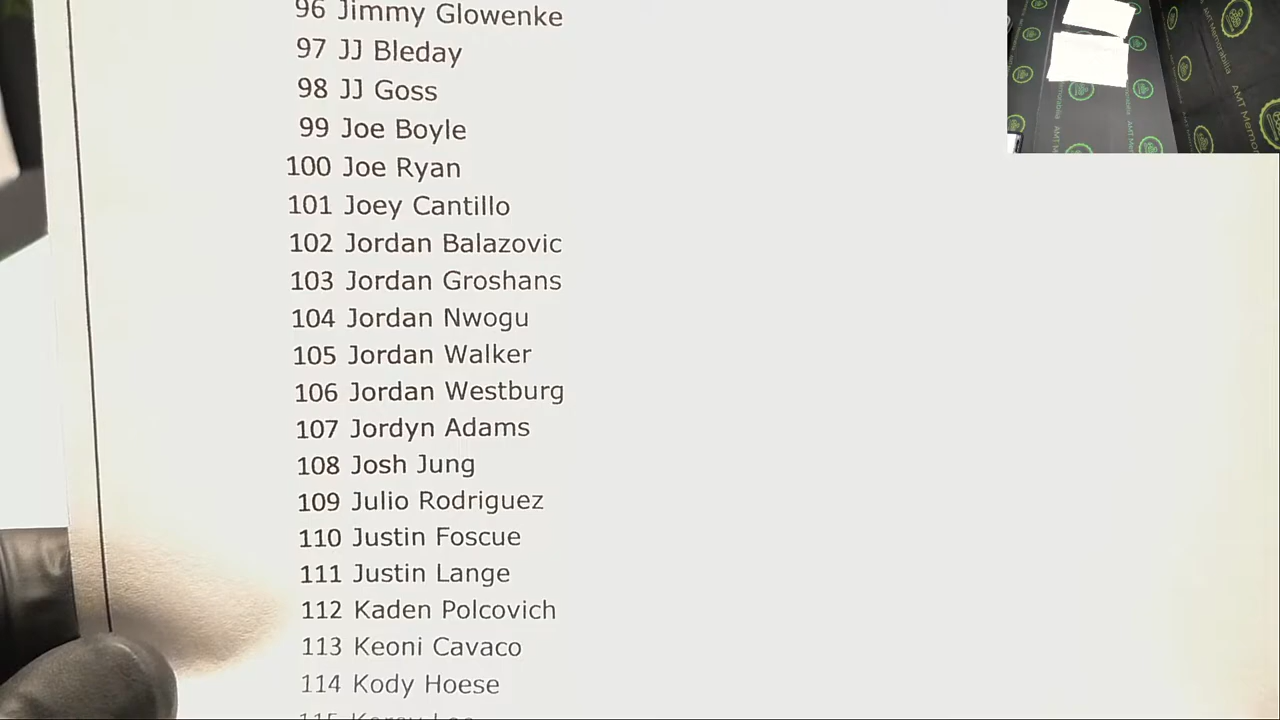 96 Jimmy Glowenke
97 JJ Bleday
98 JJ Goss
99 Joe Boyle
100 Joe Ryan
101 Joey Cantillo
102 Jordan Balazovic
103 Jordan Groshans
104 Jordan Nwogu
105 Jordan Walker
106 Jordan Westburg
107 Jordyn Adams
108 Josh Jung
109 Julio Rodriguez
110 Justin Foscue
111 Justin Lange
112 Kaden Polcovich
113 Keoni Cavaco
114 Kody Hoese
AMT Memorabilia